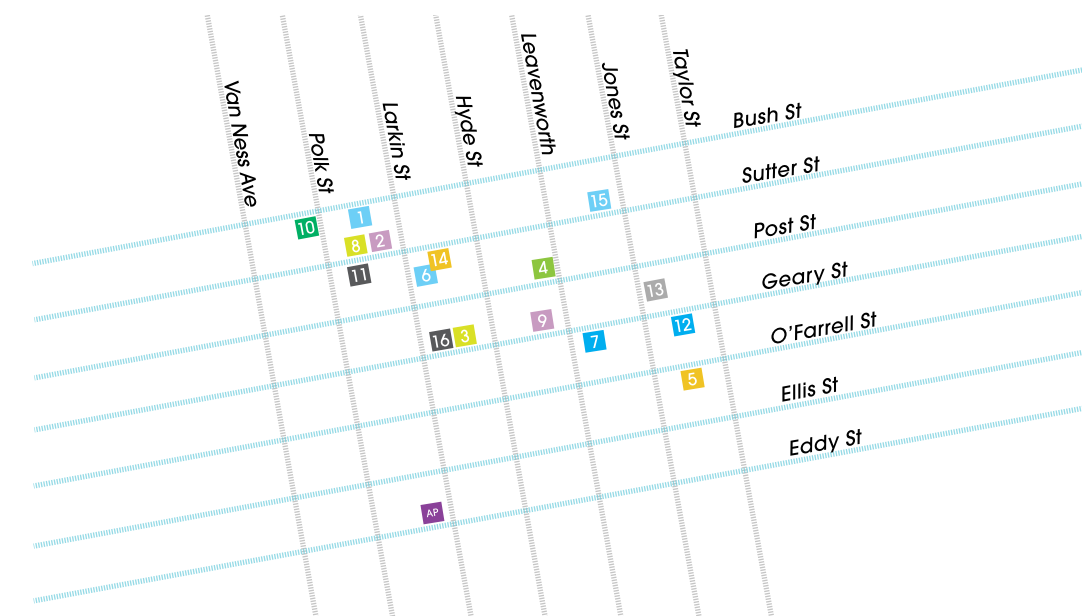 Van Ness Ave
Polk St
Larkin St
Hyde St
Leavenworth
Jones St
Taylor St
Bush St
Sutter St
Post St
Geary St
O'Farrell St
Ellis St
Eddy St
15
1
10
8
2
14
11
6
4
13
9
12
16
3
7
5
AP